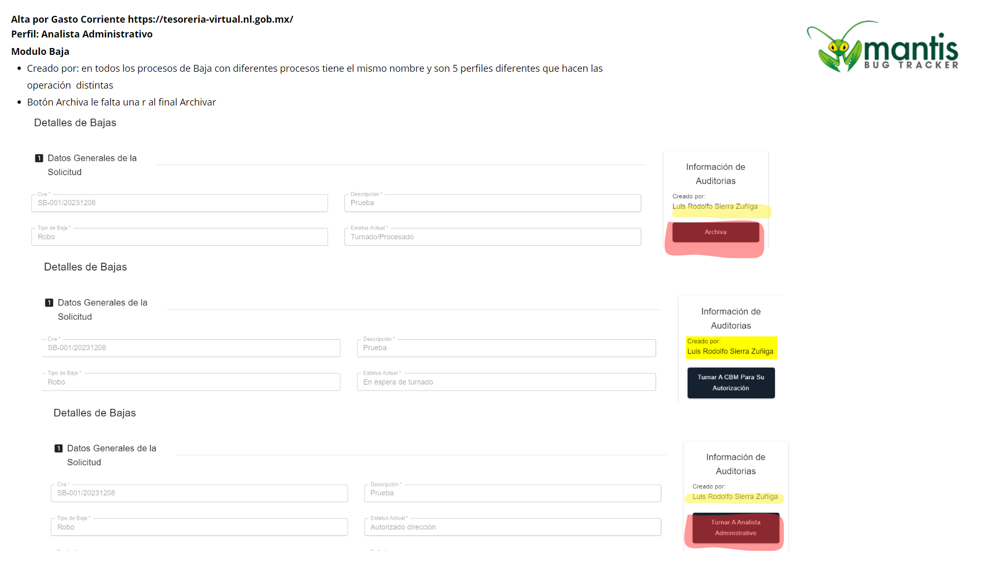 Alta por Gasto Corriente https://tesoreria-virtual.nl.gob.mx/
Perfil: Analista Administrativo
Modulo Baja
• Creado por: en todos los procesos de Baja con diferentes procesos tiene el mismo nombre y son 5 perfiles diferentes que hacen las
operación  distintas
• Botón Archiva le falta una r al final Archivar
mantis
BUG TRACKER
Detalles de Bajas
1 Datos Generales de la
Solicitud
Cve *
SB-001/20231208
Descripción *
Prueba
Tipo de Baja *
Robo
Estatus Actual *
Turnado/Procesado
Información de
Auditorias
Creado por:
Luis Rodolfo Sierra Zuñiga
Archiva
Detalles de Bajas
1 Datos Generales de la
Solicitud
Cve *
SB-001/20231208
Descripción *
Prueba
Tipo de Baja *
Robo
Estatus Actual *
En espera de turnado
Información de
Auditorias
Creado por:
Luis Rodolfo Sierra Zuñiga
Turnar A CBM Para Su
Autorización
Detalles de Bajas
1 Datos Generales de la
Solicitud
Cve *
SB-001/20231208
Descripción *
Prueba
Tipo de Baja *
Robo
Estatus Actual *
Autorizado dirección
Información de
Auditorias
Creado por:
Luis Rodolfo Sierra Zuñiga
Turnar A Analista
Administrativo